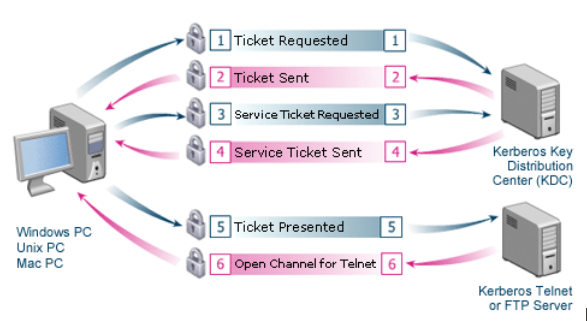 1 Ticket Requested 1
2 Ticket Sent 2
3 Service Ticket Requested 3
4 Service Ticket Sent 4
Kerberos Key
Distribution
Center (KDC)
Windows PC
Unix PC
Mac PC
5 Ticket Presented 5
6 Open Channel for Telnet 6
Kerberos Telnet
or FTP Server